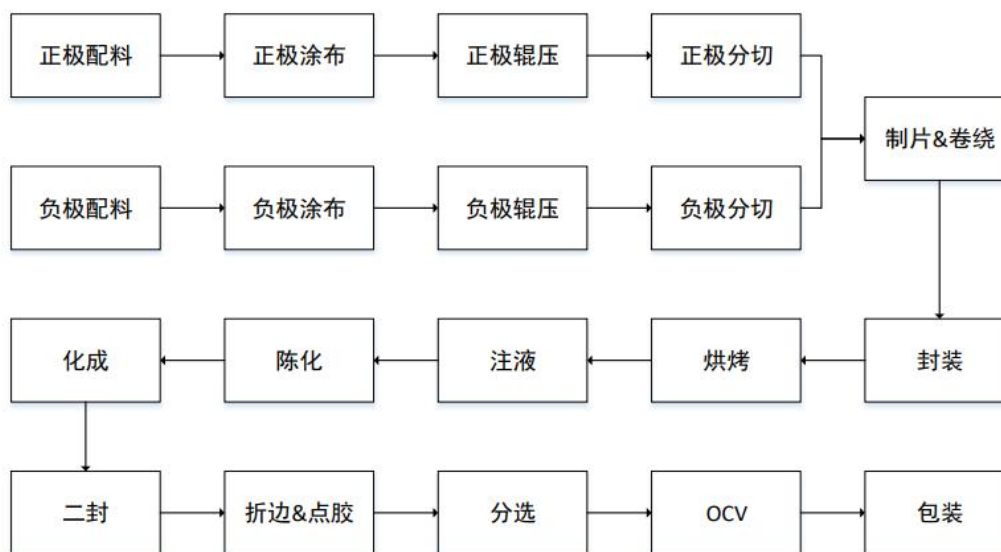 正极配料
正极涂布
正极辊压
正极分切
制片&卷绕
负极配料
负极涂布
负极辊压
负极分切
化成
陈化
注液
烘烤
封装
二封
折边&点胶
分选
OCV
包装